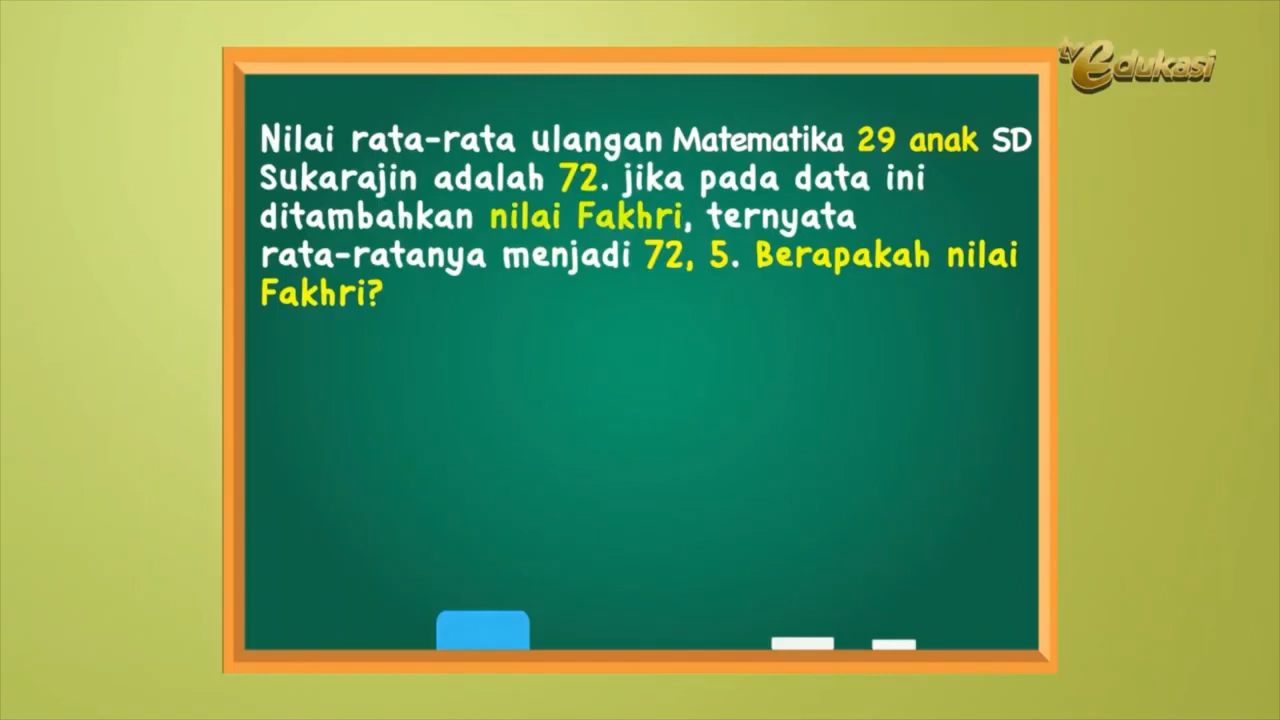 tv edukasi
Nilai rata-rata ulangan Matematika 29 anak SD
Sukarajin adalah 72. jika pada data ini
ditambahkan nilai Fakhri, ternyata
rata-ratanya menjadi 72, 5. Berapakah nilai
Fakhri?